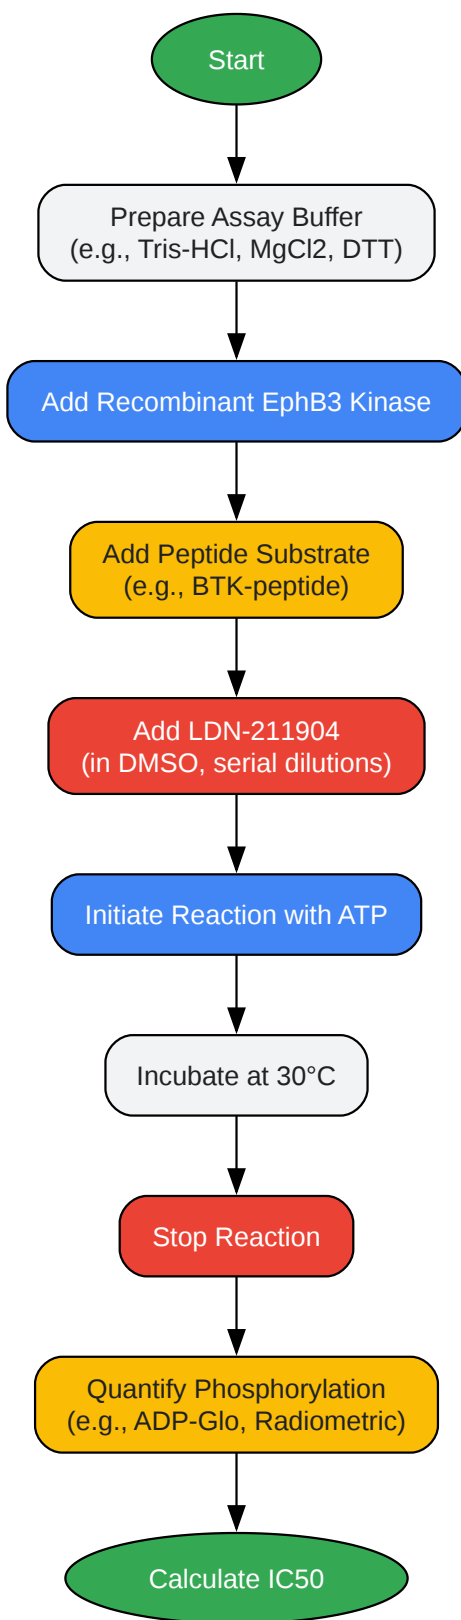 Start
Prepare Assay Buffer
(e.g., Tris-HCl, MgCl2, DTT)
Add Recombinant EphB3 Kinase
Add Peptide Substrate
(e.g., BTK-peptide)
Add LDN-211904
(in DMSO, serial dilutions)
Initiate Reaction with ATP
Incubate at 30°C
Stop Reaction
Quantify Phosphorylation
(e.g., ADP-Glo, Radiometric)
Calculate IC50